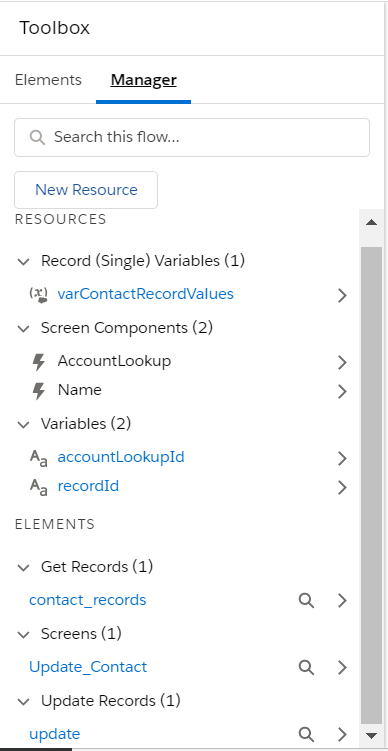 Toolbox
Elements Manager
Search this flow...
New Resource
RESOURCES
Record (Single) Variables (1)
varContactRecordValues
Screen Components (2)
AccountLookup
Name
Variables (2)
accountLookupId
recordId
ELEMENTS
Get Records (1)
contact_records
Screens (1)
Update_Contact
Update Records (1)
update